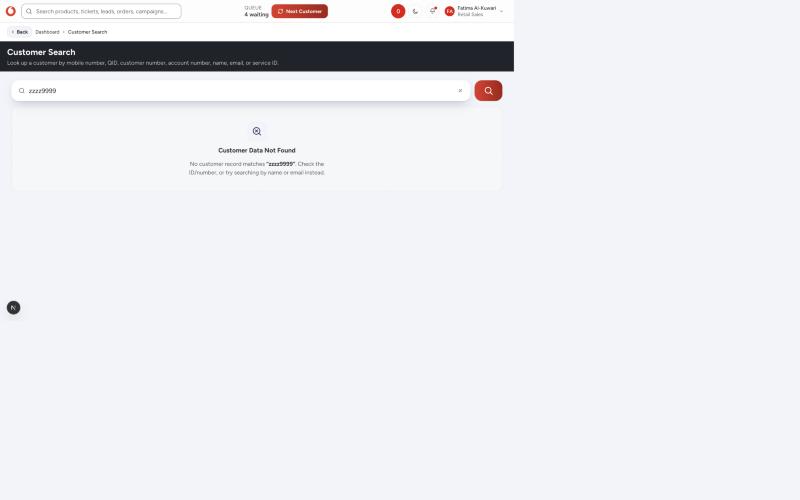 Search products, tickets, leads, orders, campaigns...
QUEUE
4 waiting
Next Customer
0
FA
Fatima Al-Kuwari
Retail Sales
Back
Dashboard
Customer Search
Customer Search
Look up a customer by mobile number, QID, customer number, account number, name, email, or service ID.
zzzz9999
Customer Data Not Found
No customer record matches "zzzz9999". Check the
ID/number, or try searching by name or email instead.
N